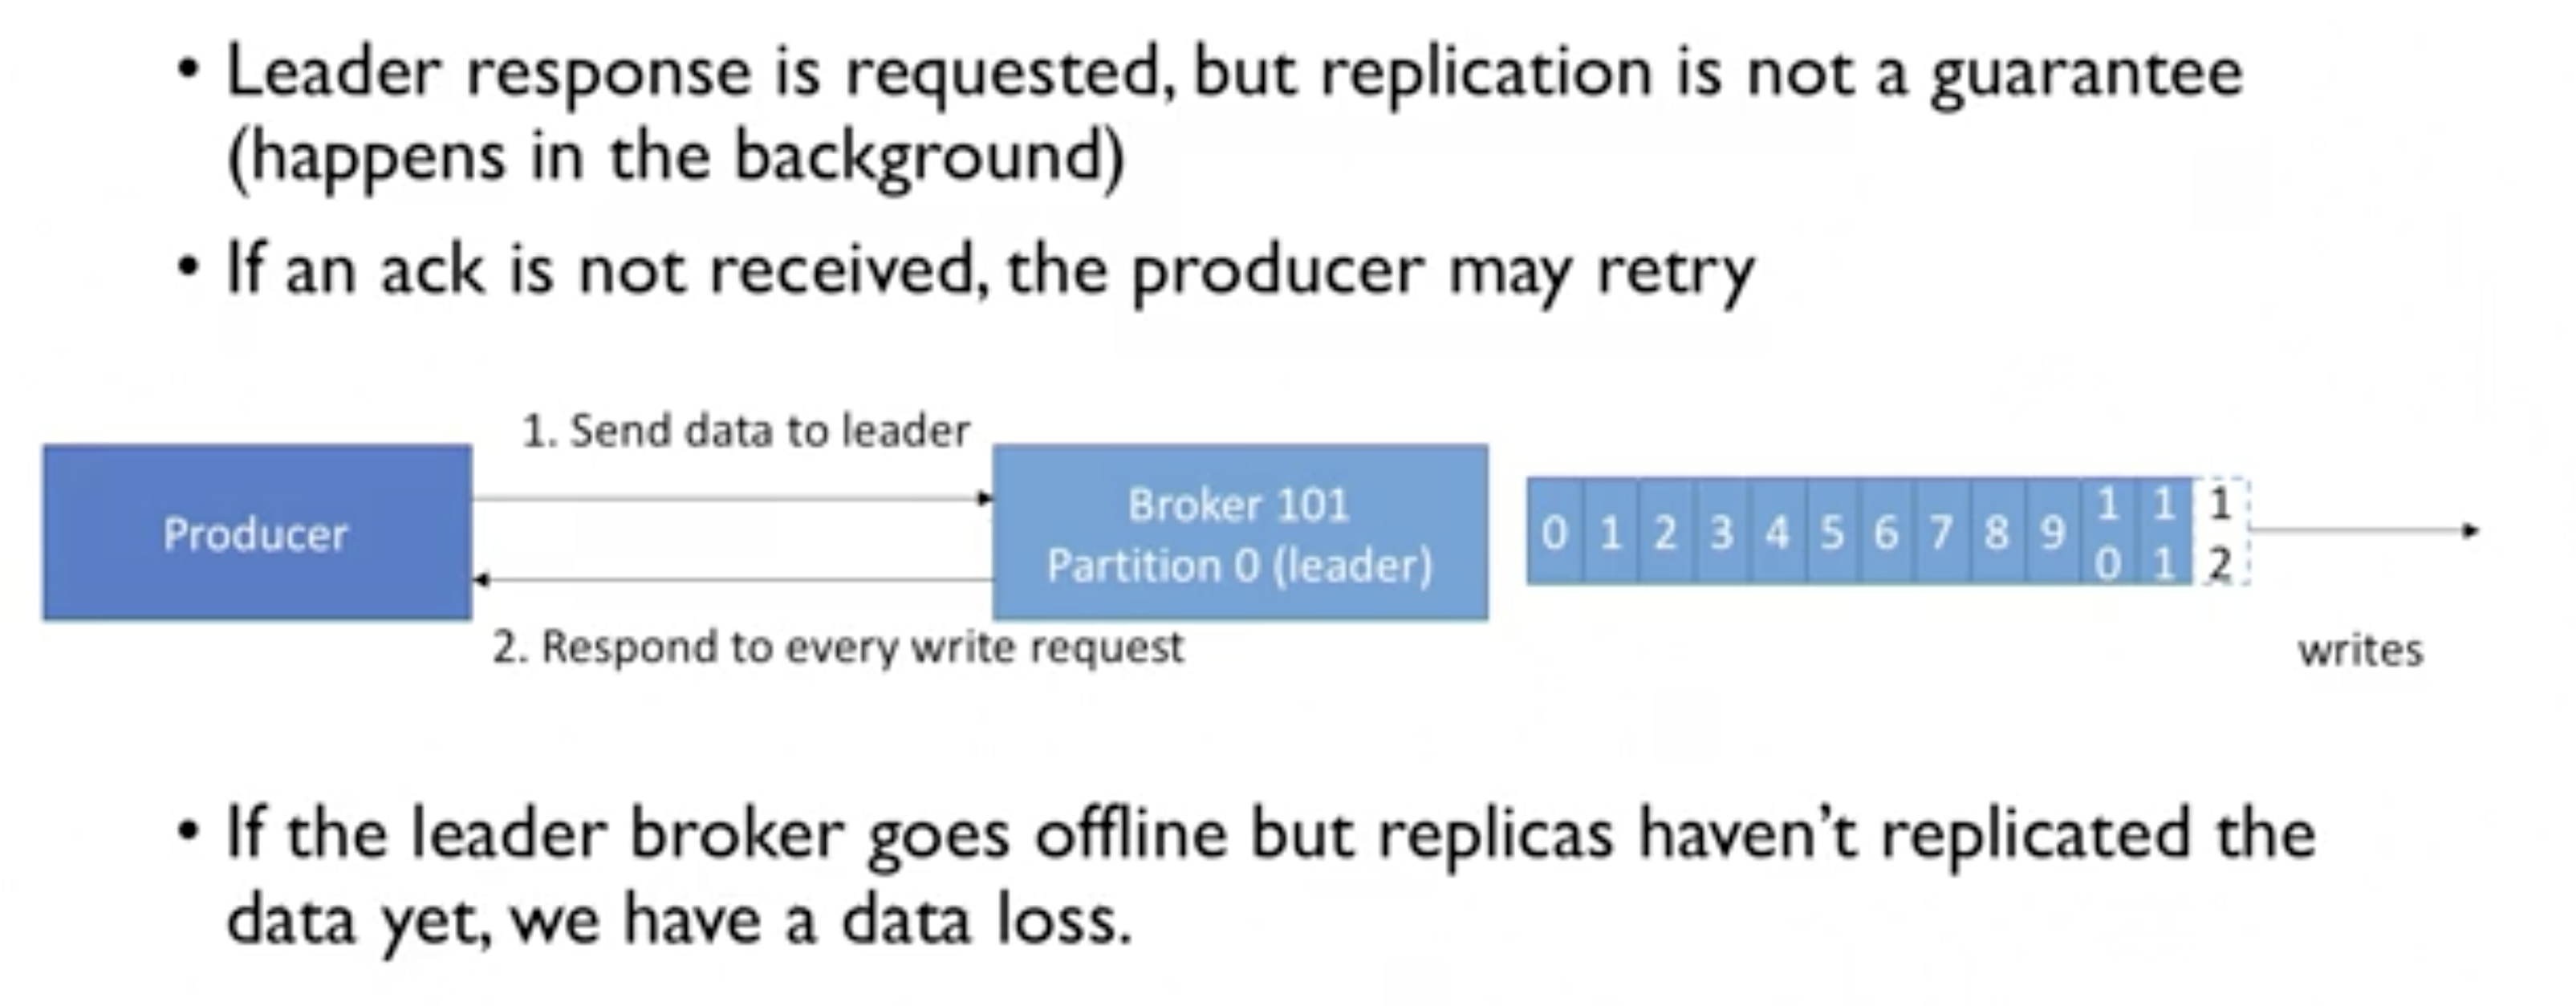 • Leader response is requested, but replication is not a guarantee
(happens in the background)
• If an ack is not received, the producer may retry
1. Send data to leader
Producer
Broker 101
Partition 0 (leader)
0 1 2 3 4 5 6 7 8 9 10 11 12
2. Respond to every write request
writes
• If the leader broker goes offline but replicas haven’t replicated the
data yet, we have a data loss.